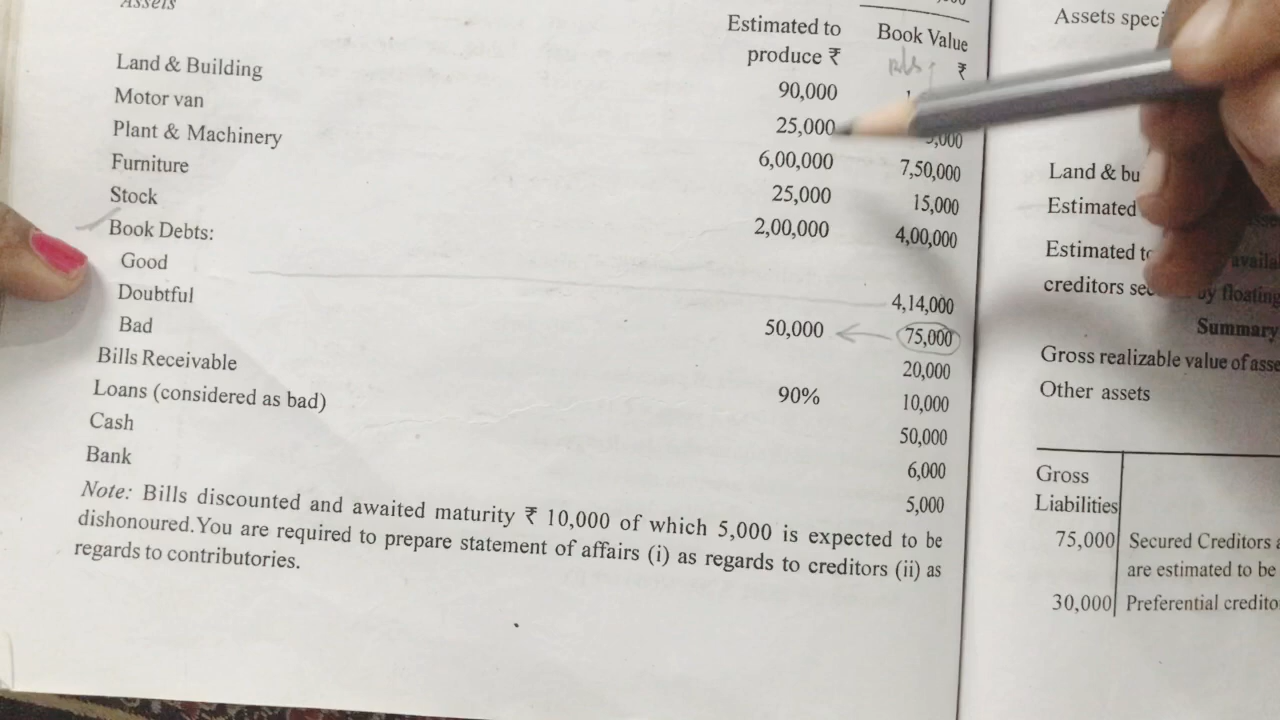 Assets
Estimated to produce ₹
Book Value ₹
Land & Building 90,000
Motor van 25,000
Plant & Machinery 6,00,000 7,50,000
Furniture 25,000 15,000
Stock 2,00,000 4,00,000
Book Debts:
Good 4,14,000
Doubtful 50,000 75,000
Bad 20,000
Bills Receivable 10,000
Loans (considered as bad) 90% 50,000
Cash 6,000
Bank 5,000
Note: Bills discounted and awaited maturity ₹ 10,000 of which 5,000 is expected to be
dishonoured.You are required to prepare statement of affairs (i) as regards to creditors (ii) as
regards to contributories.
Assets
Land & bu
Estimated
Estimated
creditors by floating
Summary
Gross realizable value of asse
Other assets
Gross
Liabilities
75,000 Secured Creditors
are estimated to be
30,000 Preferential credito